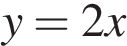 y = 2x